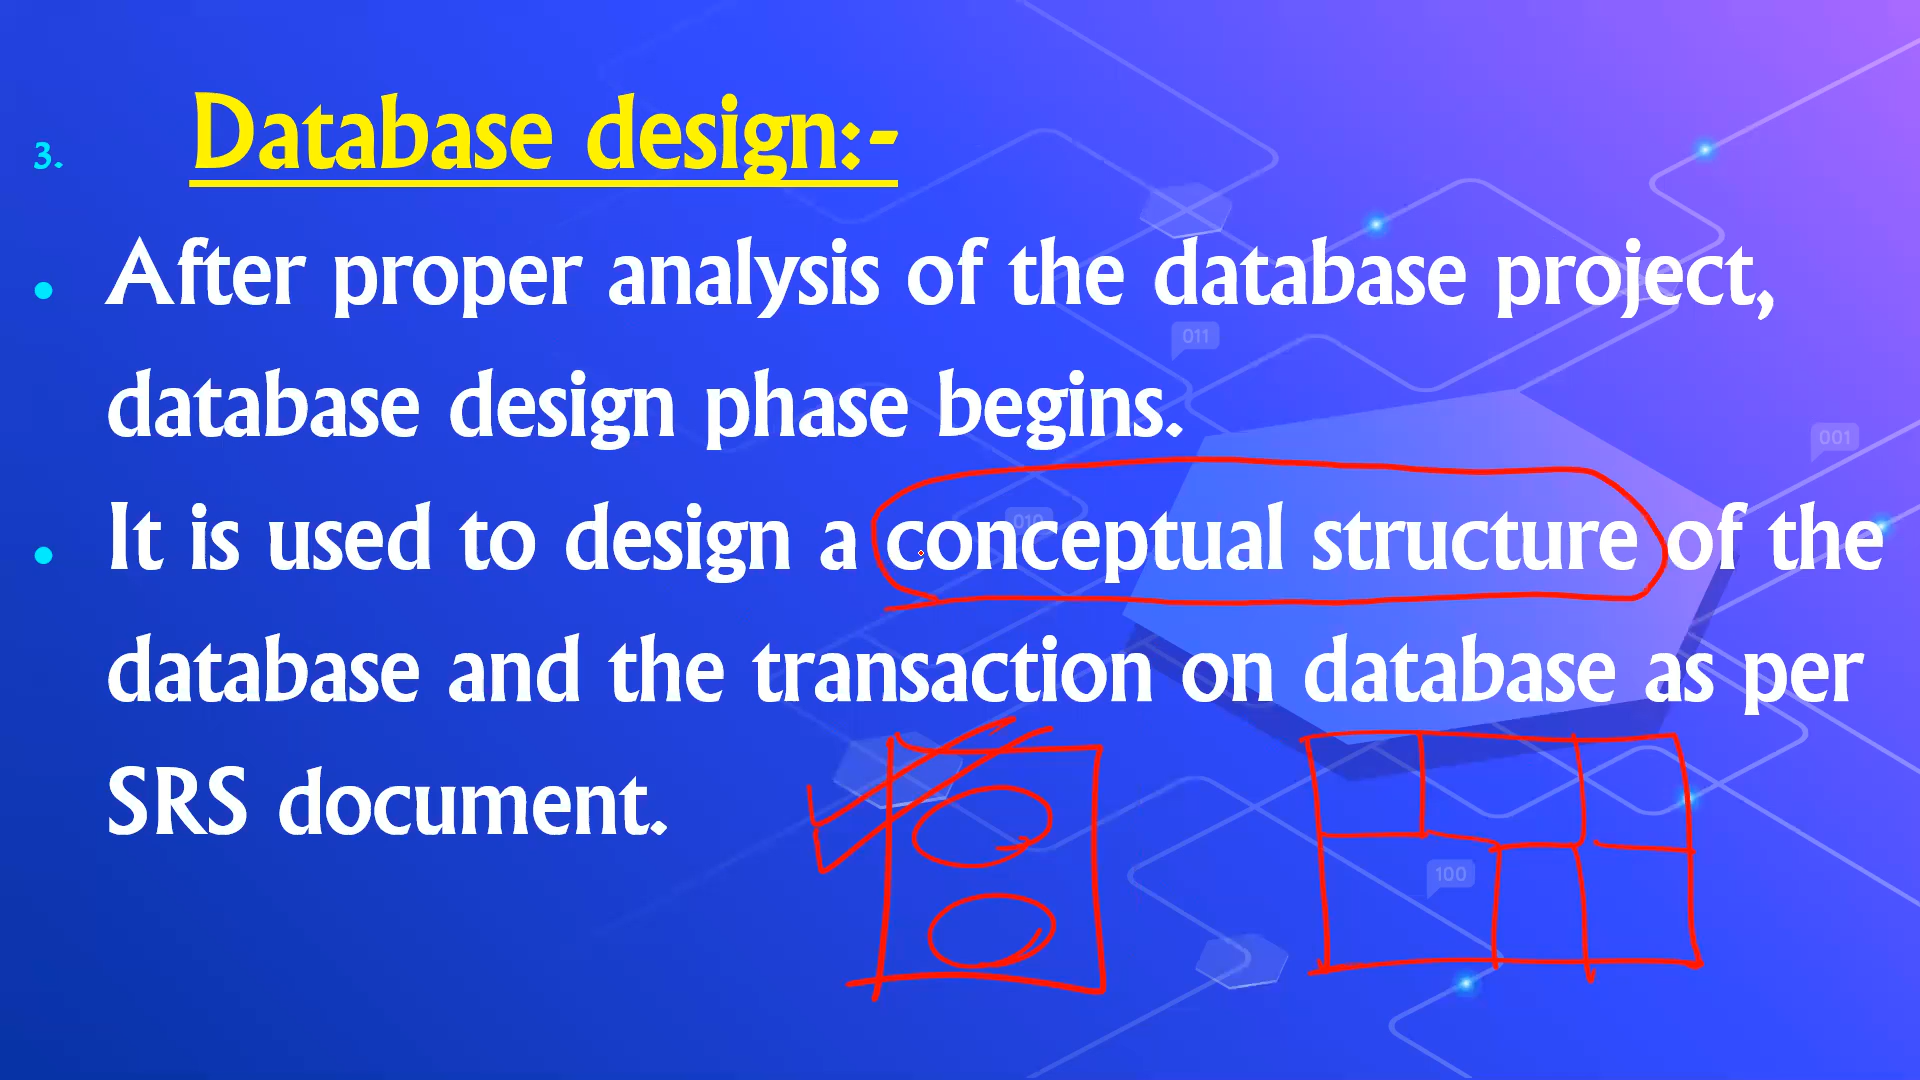 3. Database design:-
• After proper analysis of the database project,
database design phase begins.
• It is used to design a conceptual structure of the
database and the transaction on database as per
SRS document.
011
001
010
100